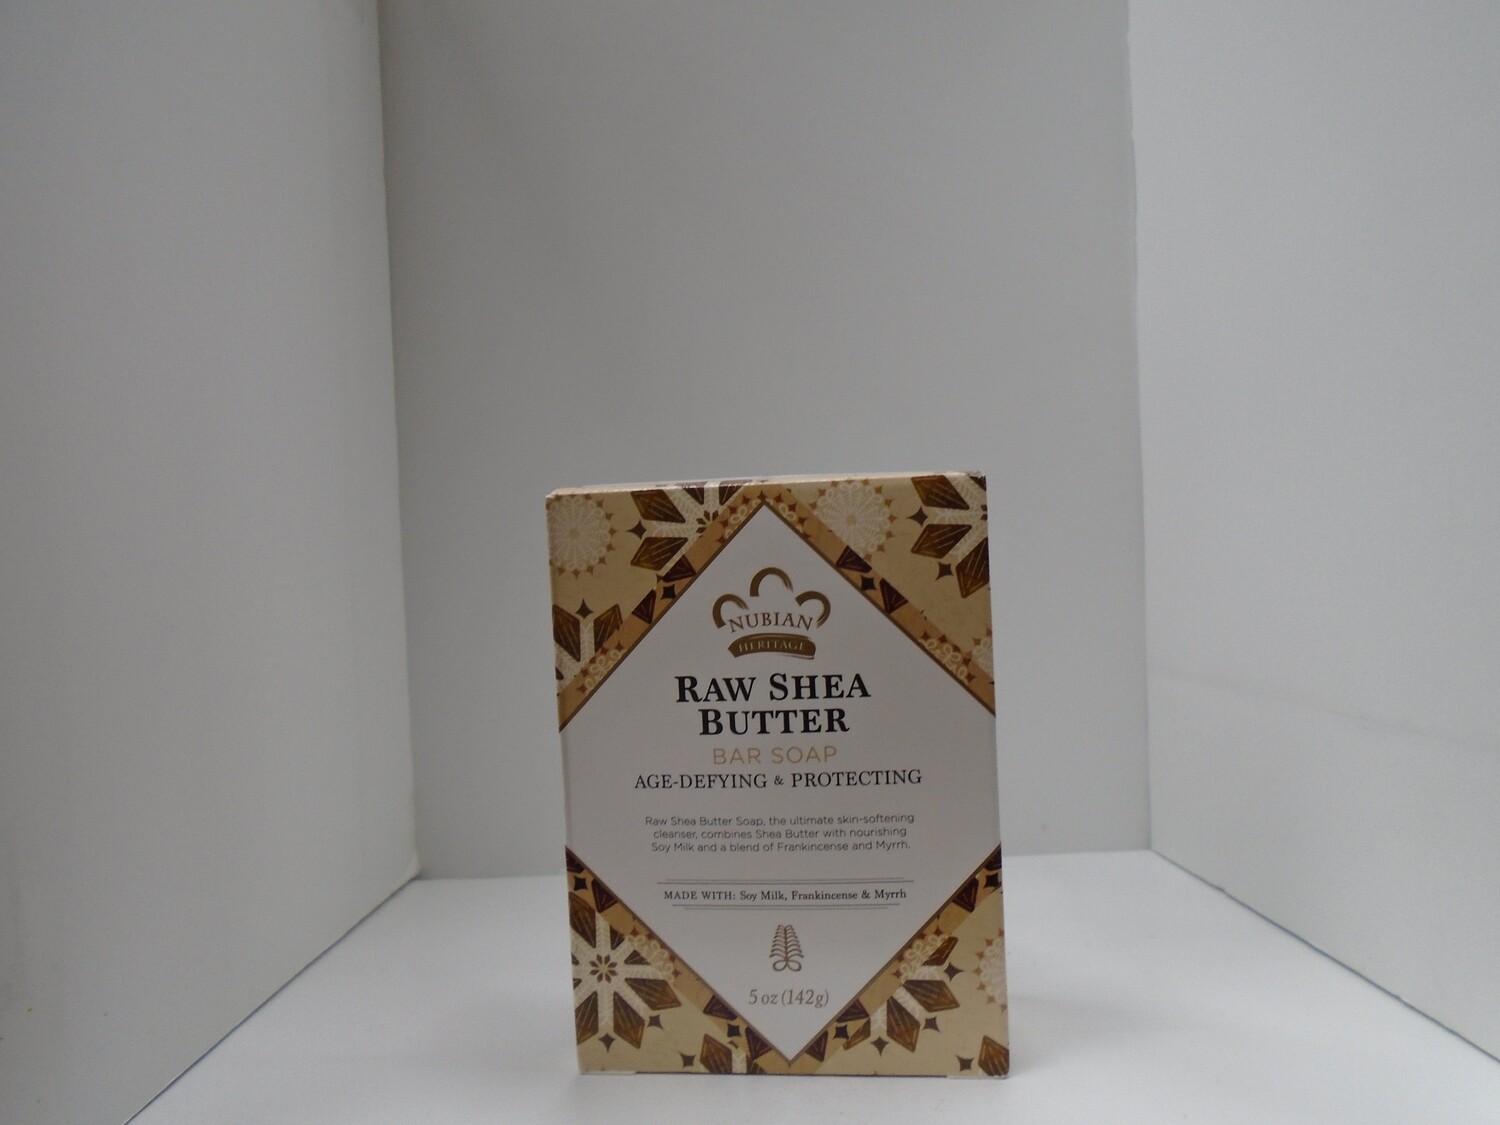 NUBIAN
HERITAGE
RAW SHEA
BUTTER
BAR SOAP
AGE-DEFYING & PROTECTING
Raw Shea Butter Soap, the ultimate skin-softening
cleanser, combines Shea Butter with nourishing
Soy Milk and a blend of Frankincense and Myrrh.
MADE WITH: Soy Milk, Frankincense & Myrrh
5 oz (142g)